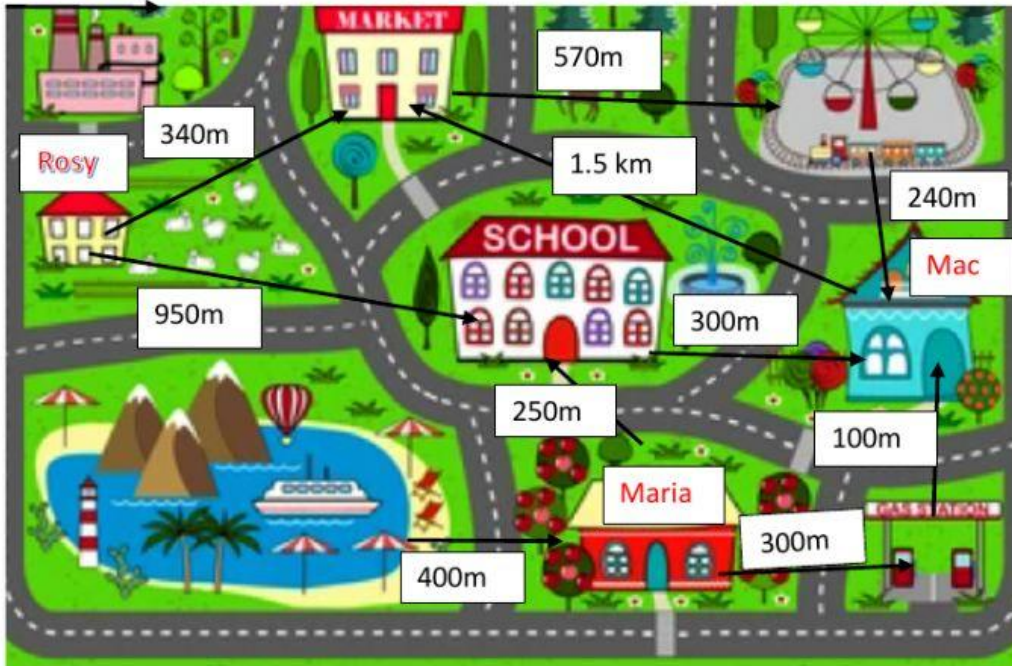 MARKET
570m
340m
Rosy
1.5 km
240m
SCHOOL
Mac
950m
300m
250m
100m
Maria
GAS STATION
300m
400m